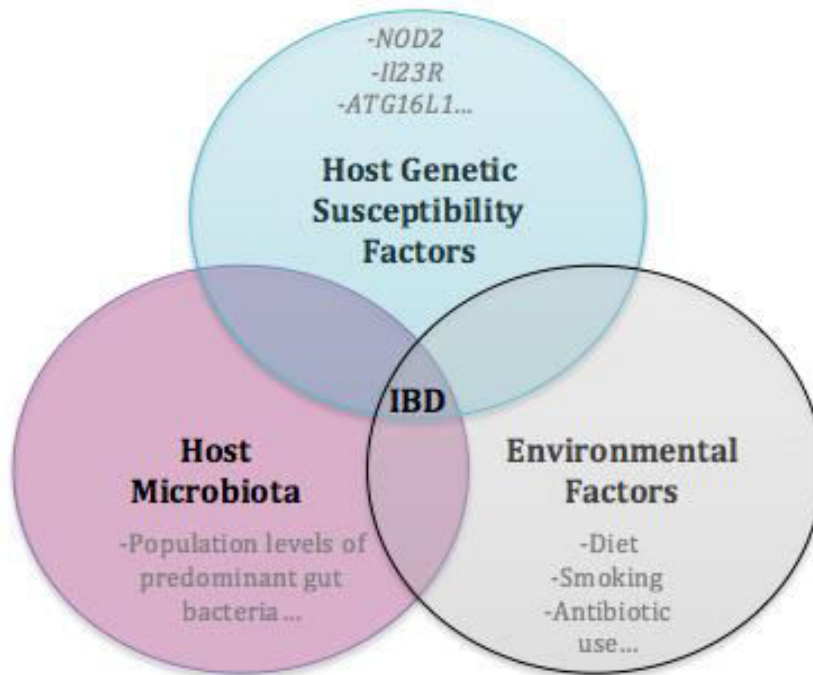 -NOD2
-Il23R
-ATG16L1...
Host Genetic
Susceptibility
Factors
IBD
Host
Microbiota
-Population levels of
predominant gut
bacteria...
Environmental
Factors
-Diet
-Smoking
-Antibiotic
use...